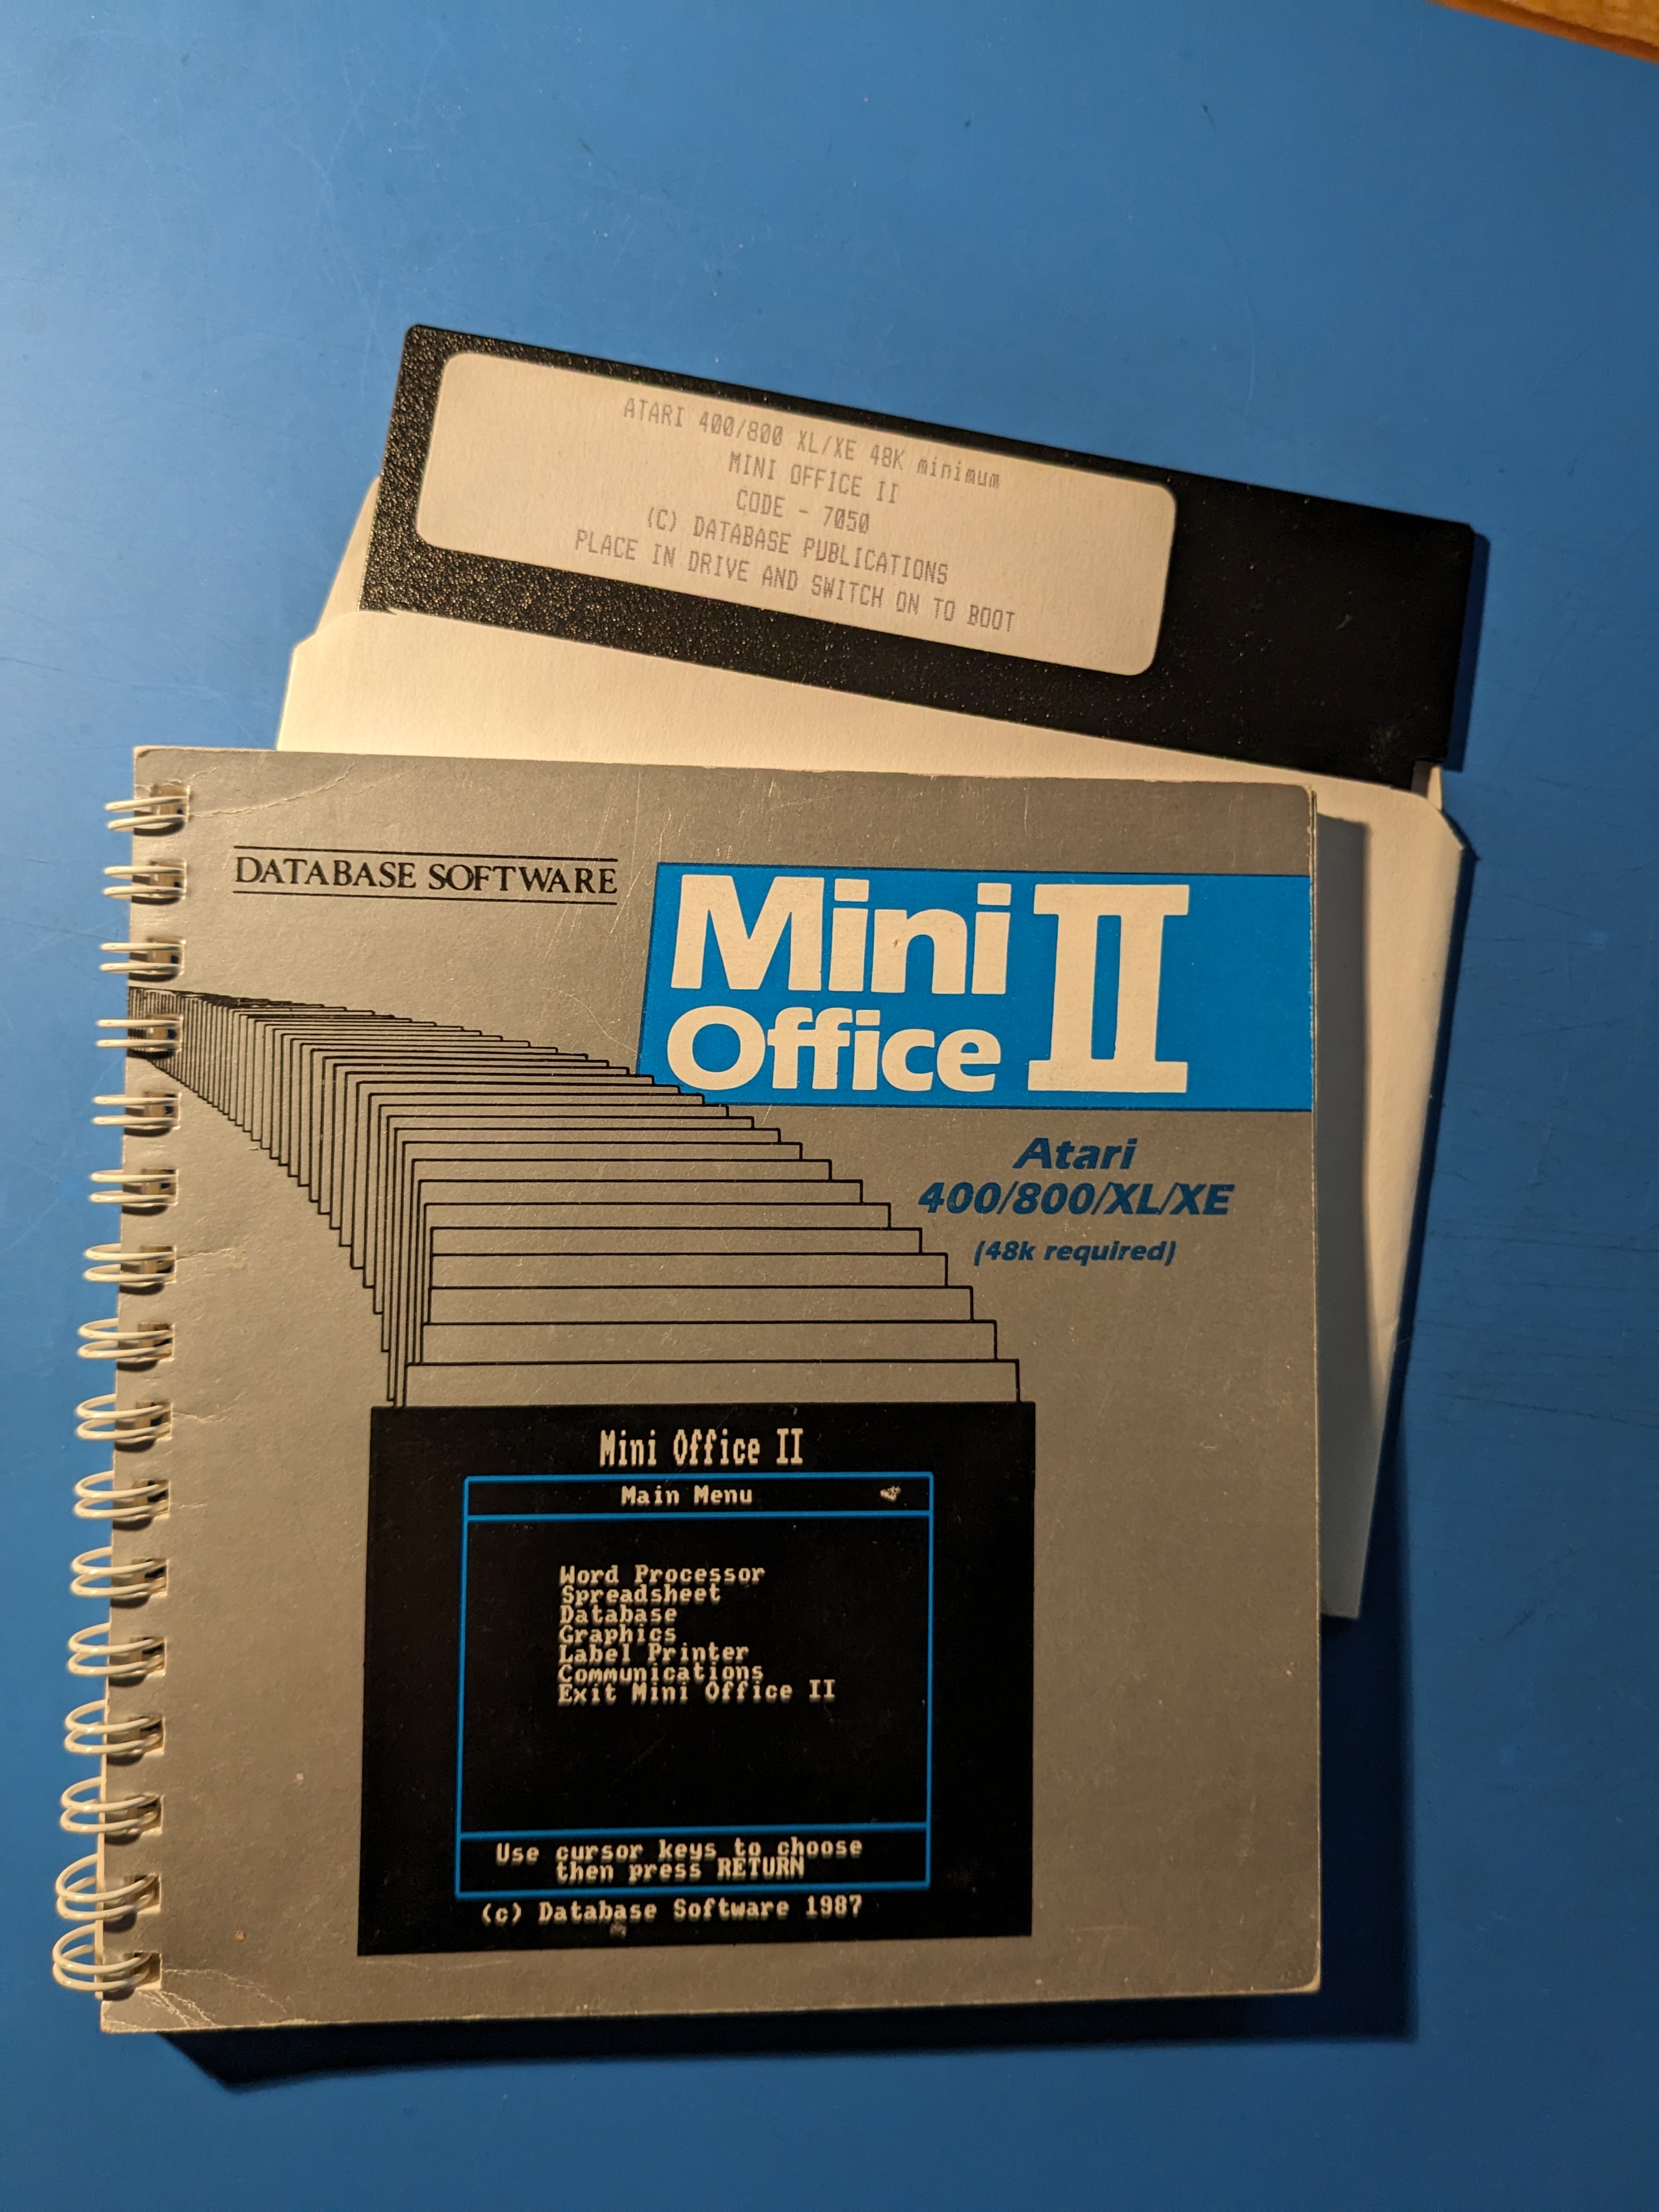 ATARI 400/800 XL/XE 48K minimum
MINI OFFICE II
CODE - 7050
(C) DATABASE PUBLICATIONS
PLACE IN DRIVE AND SWITCH ON TO BOOT
DATABASE SOFTWARE
Mini II
Office
Atari
400/800/XL/XE
(48k required)
Mini Office II
Main Menu
Word Processor
Spreadsheet
Database
Graphics
Label Printer
Communications
Exit Mini Office II
Use cursor keys to choose
then press RETURN
(c) Database Software 1987